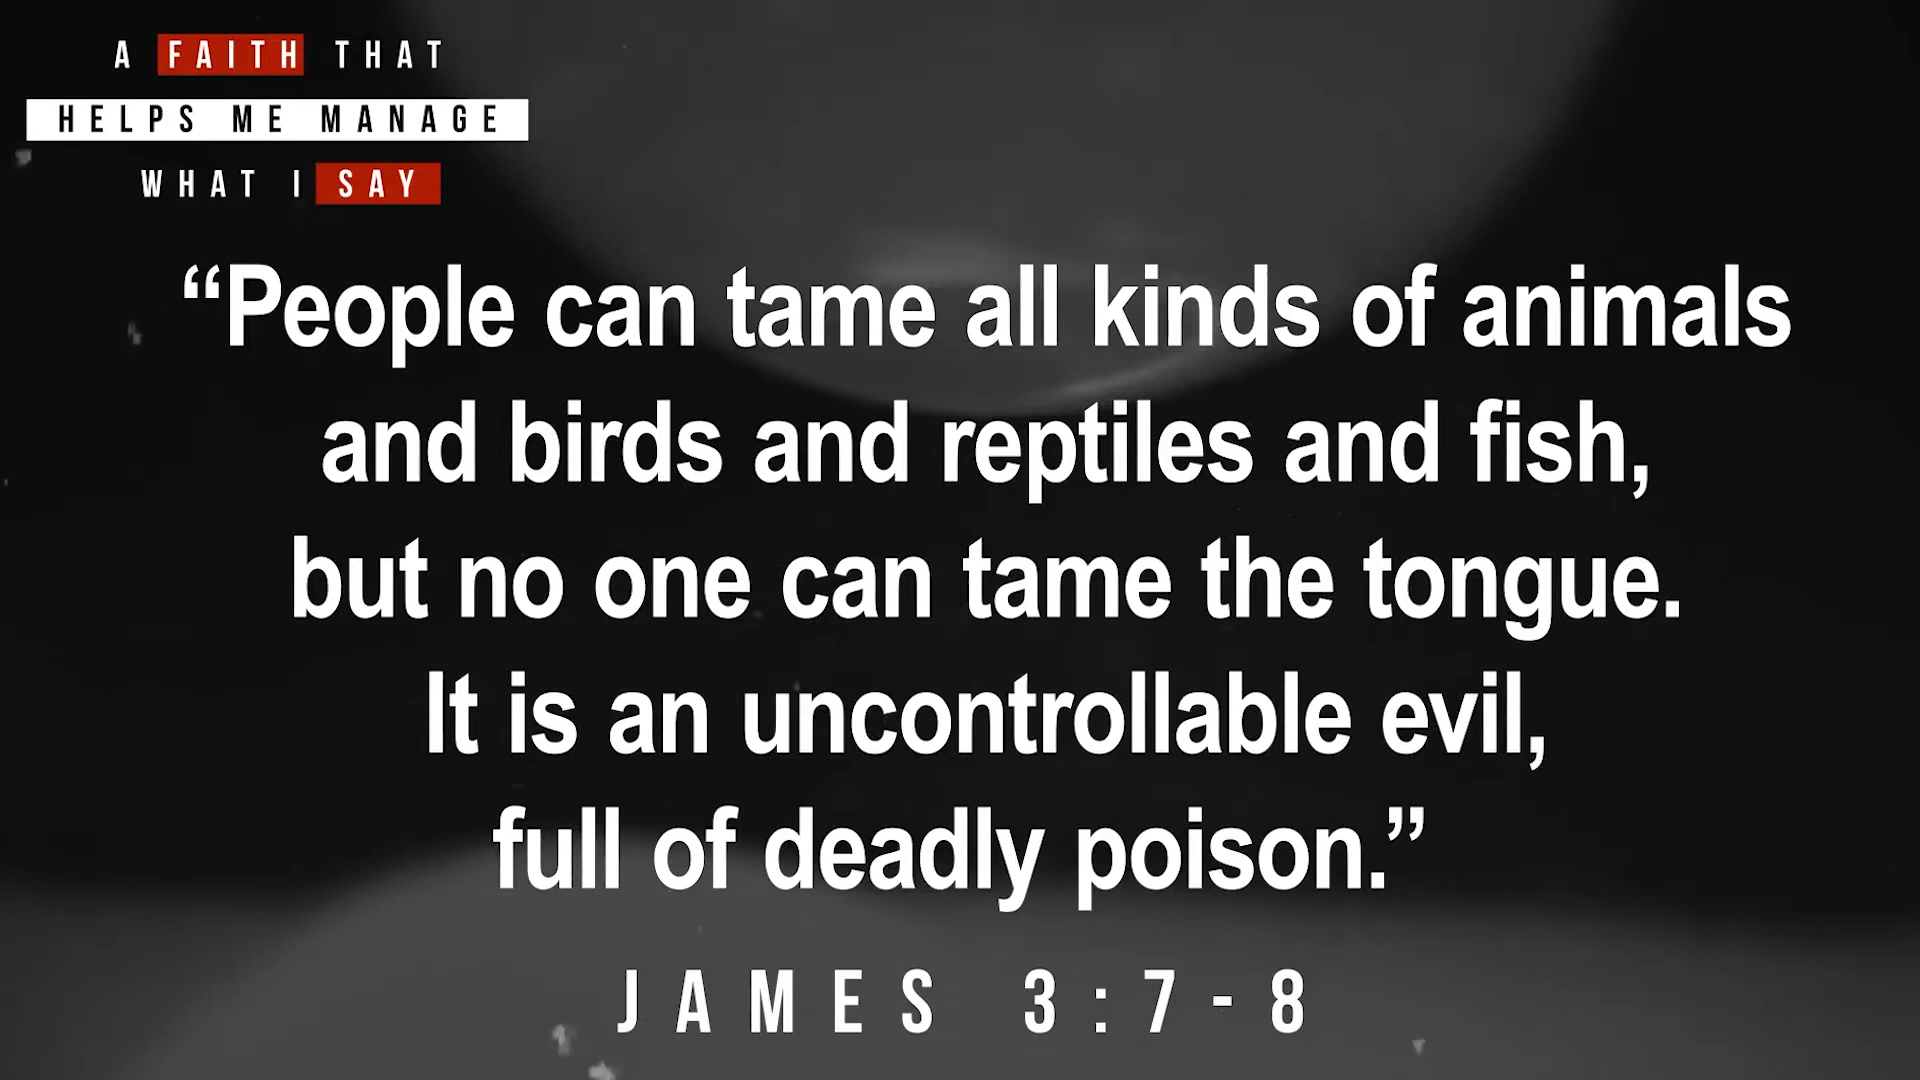 A FAITH THAT
HELPS ME MANAGE
WHAT I SAY
“People can tame all kinds of animals
and birds and reptiles and fish,
but no one can tame the tongue.
It is an uncontrollable evil,
full of deadly poison.”
JAMES 3:7-8